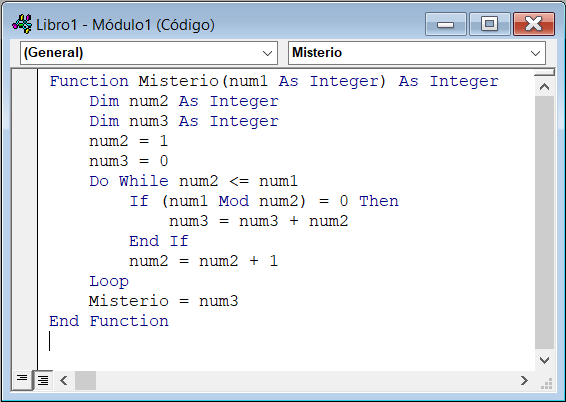 Libro1 - Módulo1 (Código)
(General) Misterio
Function Misterio(num1 As Integer) As Integer
    Dim num2 As Integer
    Dim num3 As Integer
    num2 = 1
    num3 = 0
    Do While num2 <= num1
        If (num1 Mod num2) = 0 Then
            num3 = num3 + num2
        End If
        num2 = num2 + 1
    Loop
    Misterio = num3
End Function